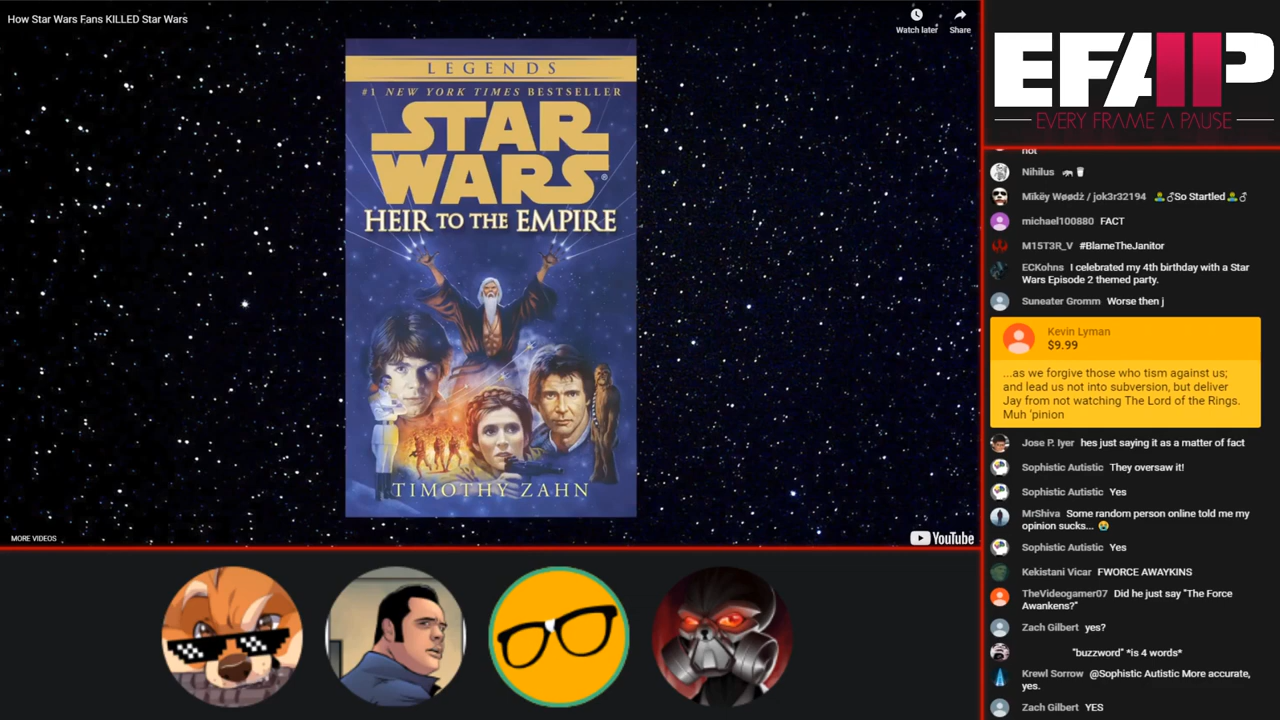 How Star Wars Fans KILLED Star Wars
Watch later
Share
LEGENDS
#1 NEW YORK TIMES BESTSELLER
STAR
WARS®
HEIR TO THE EMPIRE
TIMOTHY ZAHN
MORE VIDEOS
YouTube
EFAP
EVERY FRAME A PAUSE
not
Nihilus
Mikëy Wøødż / jok3r32194 ♂So Startled ♂
michael100880 FACT
M15T3R_V #BlameTheJanitor
ECKohns I celebrated my 4th birthday with a Star
Wars Episode 2 themed party.
Suneater Gromm Worse then j
Kevin Lyman
$9.99
...as we forgive those who tism against us;
and lead us not into subversion, but deliver
Jay from not watching The Lord of the Rings.
Muh 'pinion
Jose P. Iyer hes just saying it as a matter of fact
Sophistic Autistic They oversaw it!
Sophistic Autistic Yes
MrShiva Some random person online told me my
opinion sucks... 😭
Sophistic Autistic Yes
Kekistani Vicar FWORCE AWAYKINS
TheVideogamer07 Did he just say "The Force
Awankens?"
Zach Gilbert yes?
"buzzword" *is 4 words*
Krewl Sorrow @Sophistic Autistic More accurate,
yes.
Zach Gilbert YES